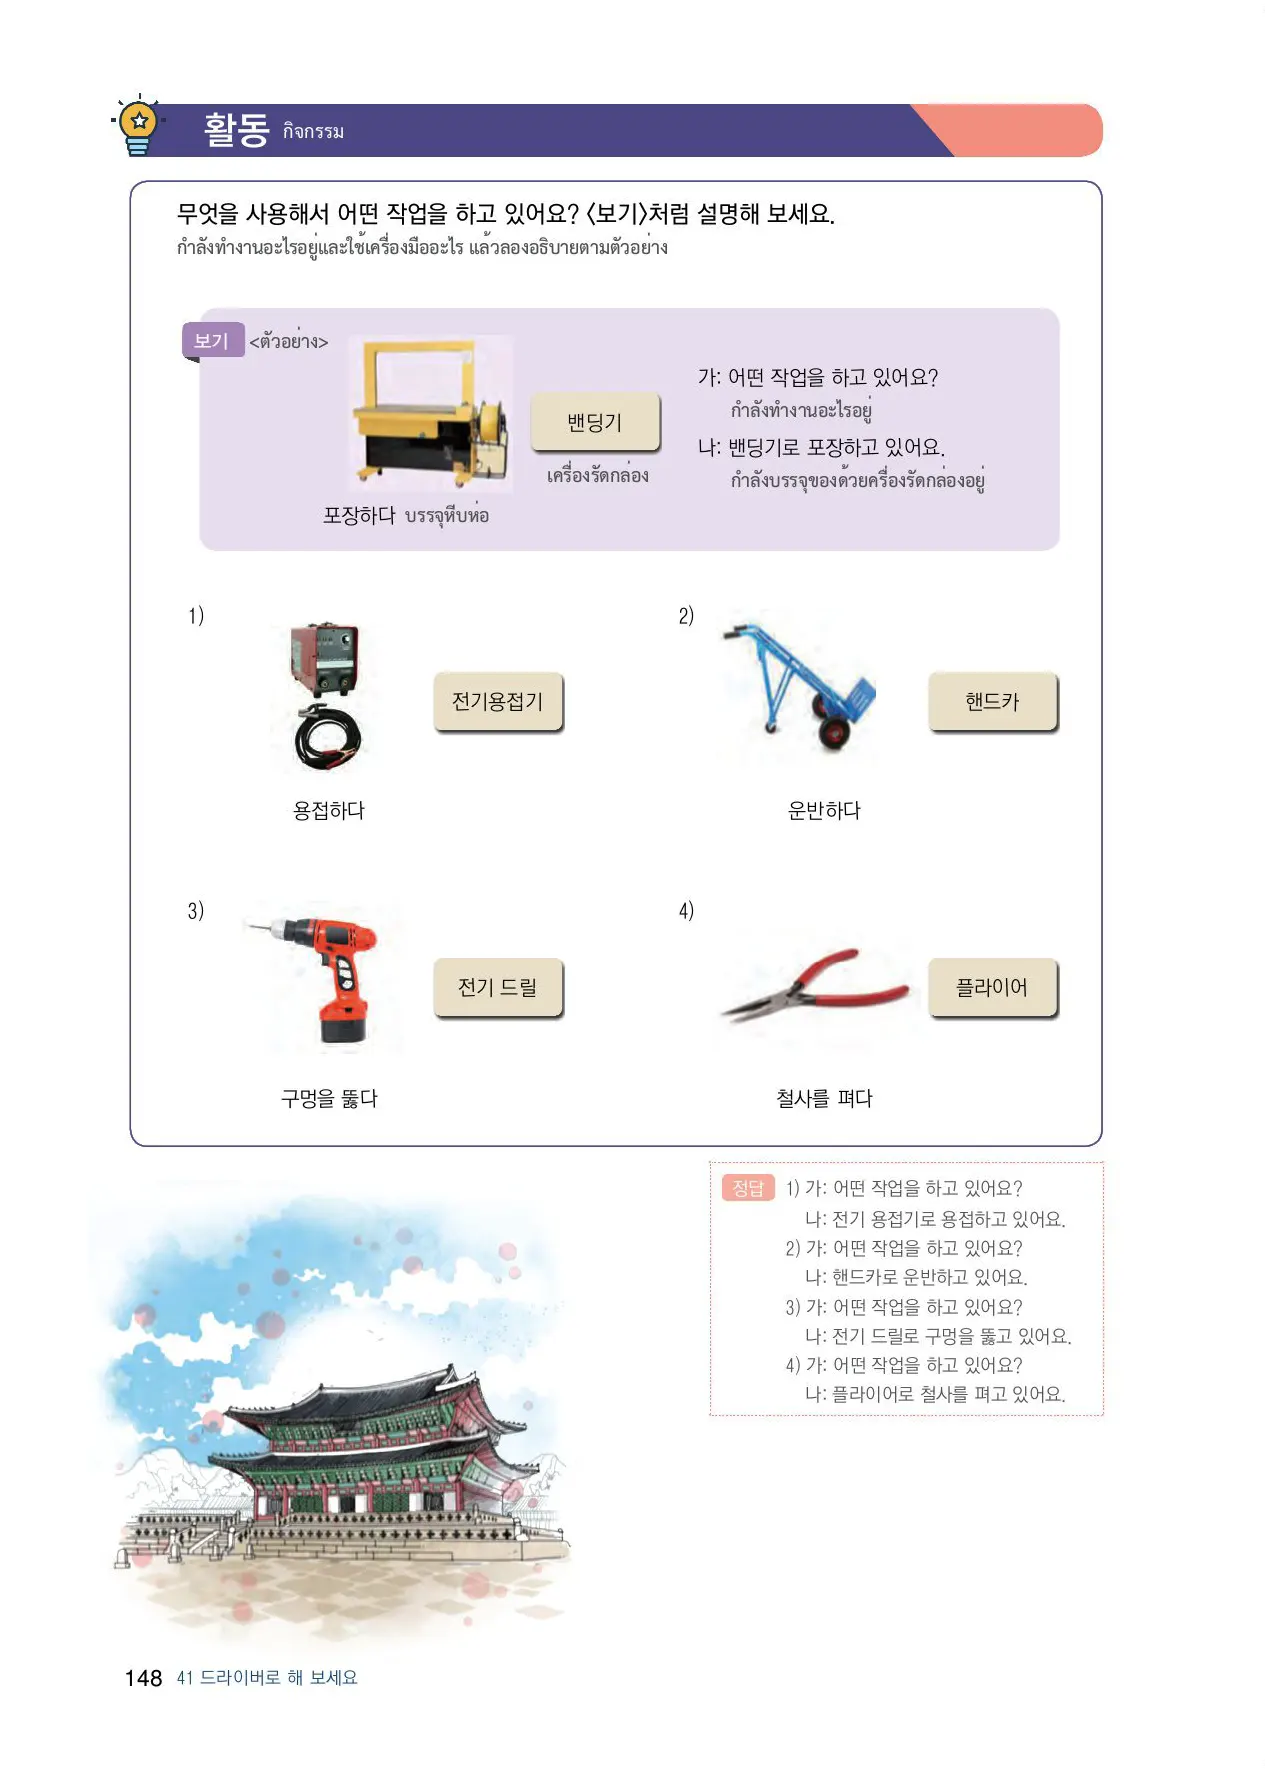 활동 กิจกรรม
무엇을 사용해서 어떤 작업을 하고 있어요? 〈보기〉처럼 설명해 보세요.
กำลังทำงานอะไรอยู่และใช้เครื่องมืออะไร แล้วลองอธิบายตามตัวอย่าง
보기 <ตัวอย่าง>
밴딩기
เครื่องรัดกล่อง
포장하다 บรรจุหีบห่อ
가: 어떤 작업을 하고 있어요?
กำลังทำงานอะไรอยู่
나: 밴딩기로 포장하고 있어요.
กำลังบรรจุของด้วยครื่องรัดกล่องอยู่
1)
전기용접기
용접하다
2)
핸드카
운반하다
3)
전기 드릴
구멍을 뚫다
4)
플라이어
철사를 펴다
정답 1) 가: 어떤 작업을 하고 있어요?
나: 전기 용접기로 용접하고 있어요.
2) 가: 어떤 작업을 하고 있어요?
나: 핸드카로 운반하고 있어요.
3) 가: 어떤 작업을 하고 있어요?
나: 전기 드릴로 구멍을 뚫고 있어요.
4) 가: 어떤 작업을 하고 있어요?
나: 플라이어로 철사를 펴고 있어요.
148 41 드라이버로 해 보세요